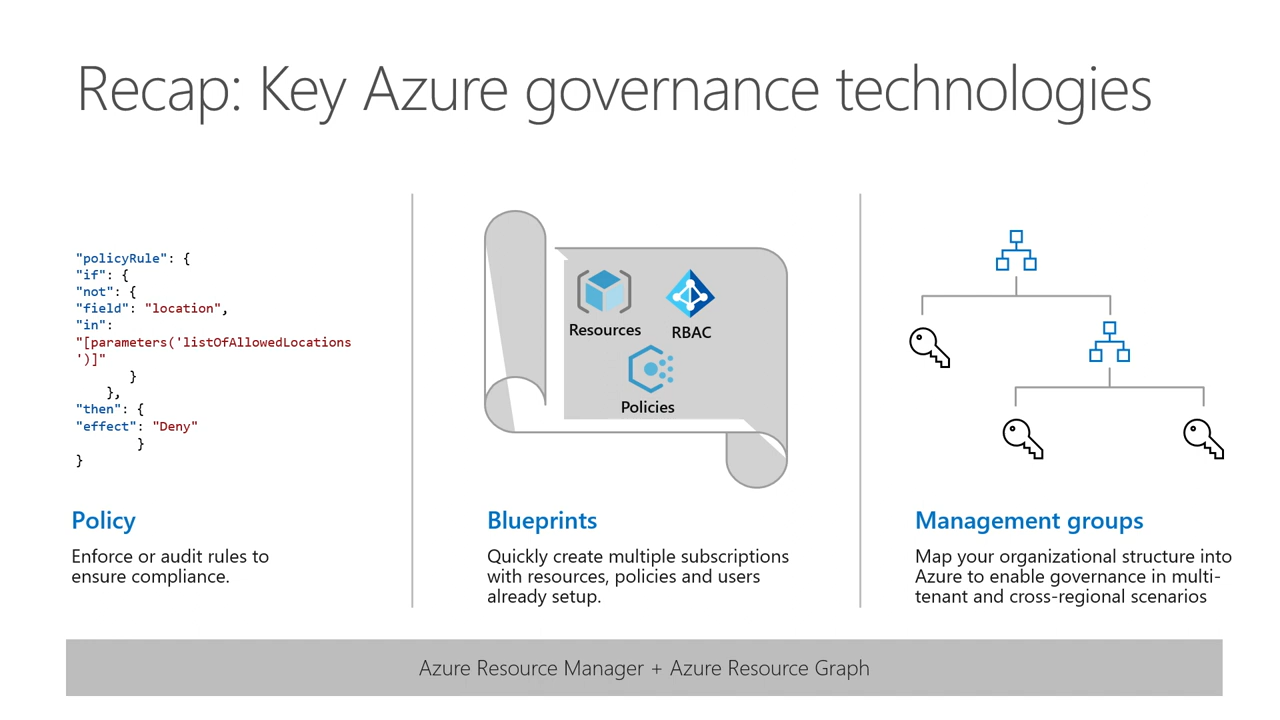 Recap: Key Azure governance technologies
"policyRule": {
"if": {
"not": {
"field": "location",
"in":
"[parameters('listOfAllowedLocations
')]"
}
},
"then": {
"effect": "Deny"
}
}
Policy
Enforce or audit rules to
ensure compliance.
Resources
RBAC
Policies
Blueprints
Quickly create multiple subscriptions
with resources, policies and users
already setup.
Management groups
Map your organizational structure into
Azure to enable governance in multi-
tenant and cross-regional scenarios
Azure Resource Manager + Azure Resource Graph